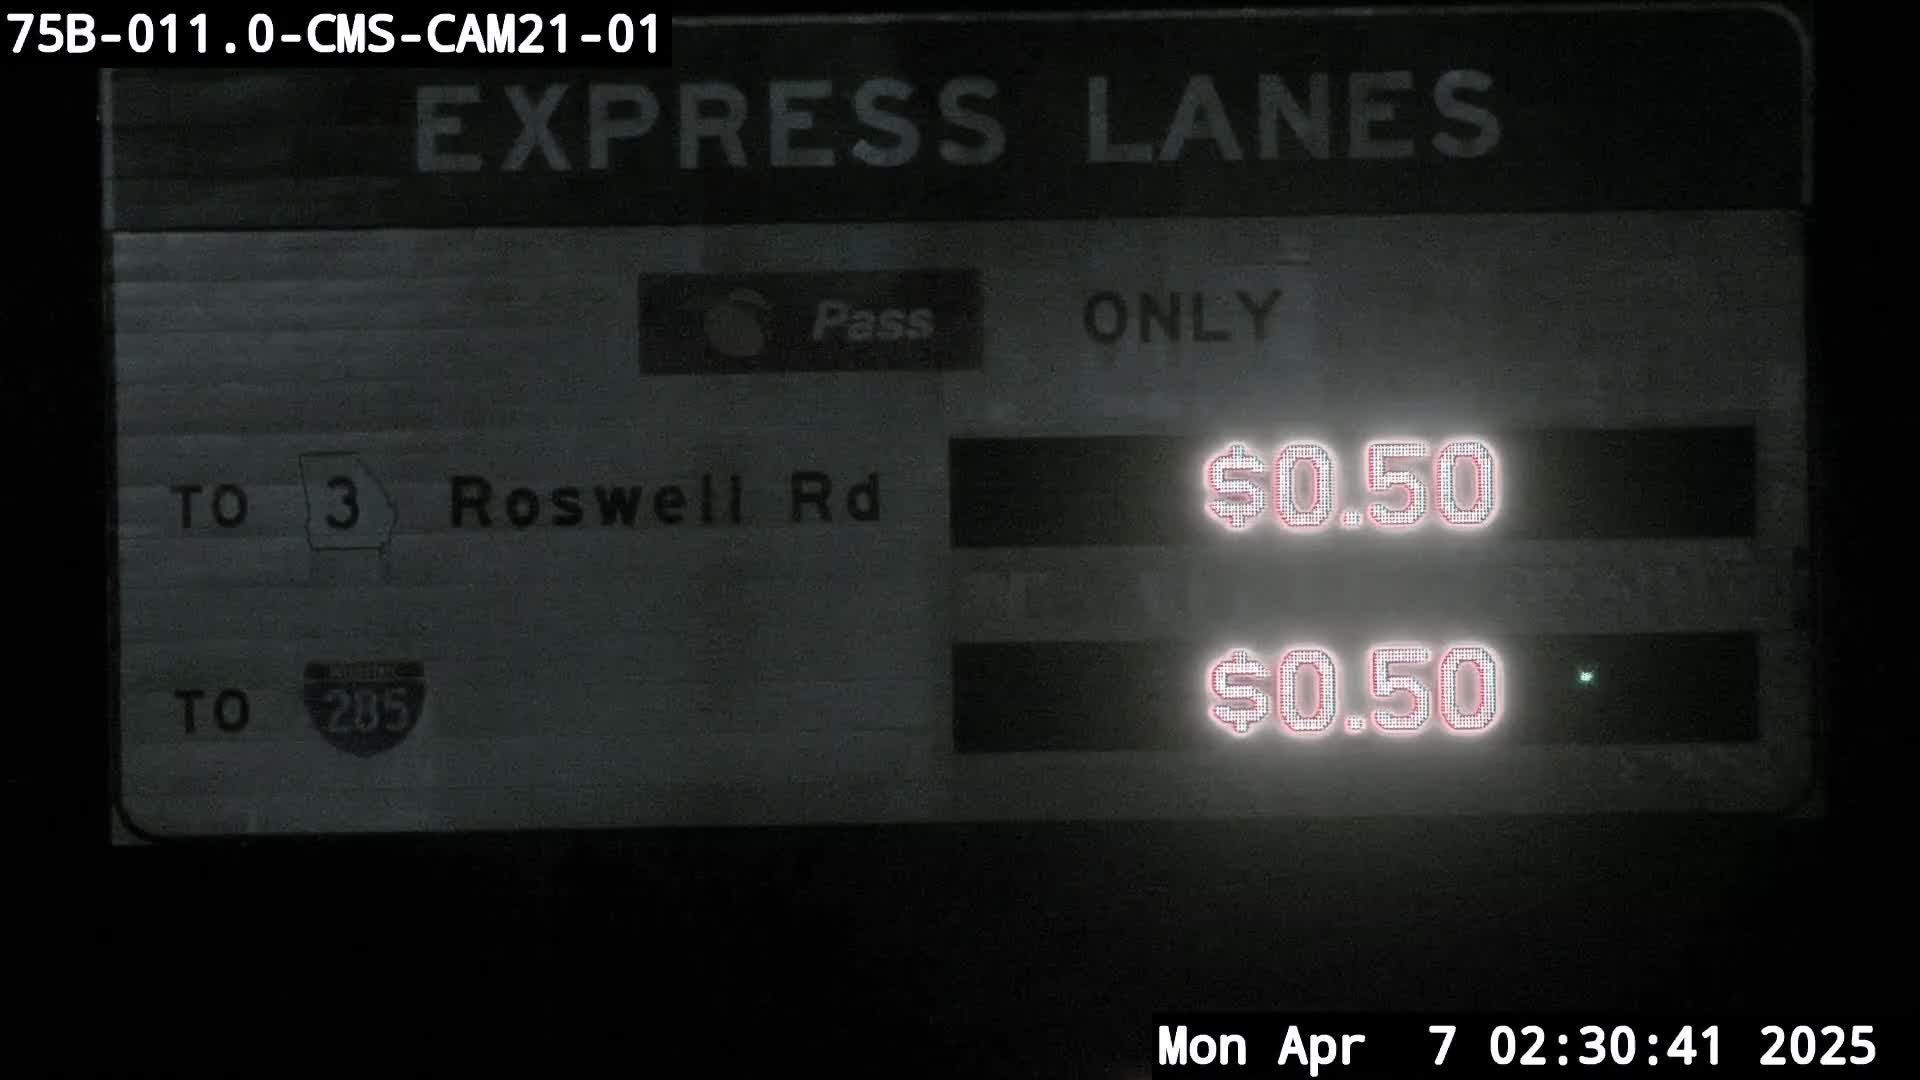 75B-011.0-CMS-CAM21-01
EXPRESS LANES
Pass ONLY
TO 3 Roswell Rd $0.50
TO INTERSTATE 285 $0.50
Mon Apr 7 02:30:41 2025